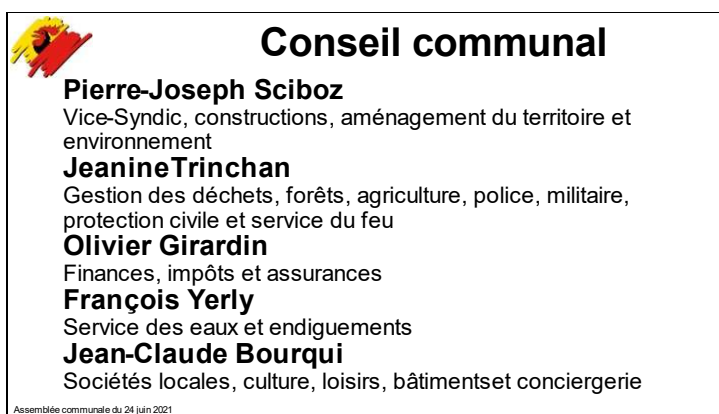 Conseil communal
Pierre-Joseph Sciboz
Vice-Syndic, constructions, aménagement du territoire et
environnement
JeanineTrinchan
Gestion des déchets, forêts, agriculture, police, militaire,
protection civile et service du feu
Olivier Girardin
Finances, impôts et assurances
François Yerly
Service des eaux et endiguements
Jean-Claude Bourqui
Sociétés locales, culture, loisirs, bâtimentset conciergerie
Assemblée communale du 24 juin 2021